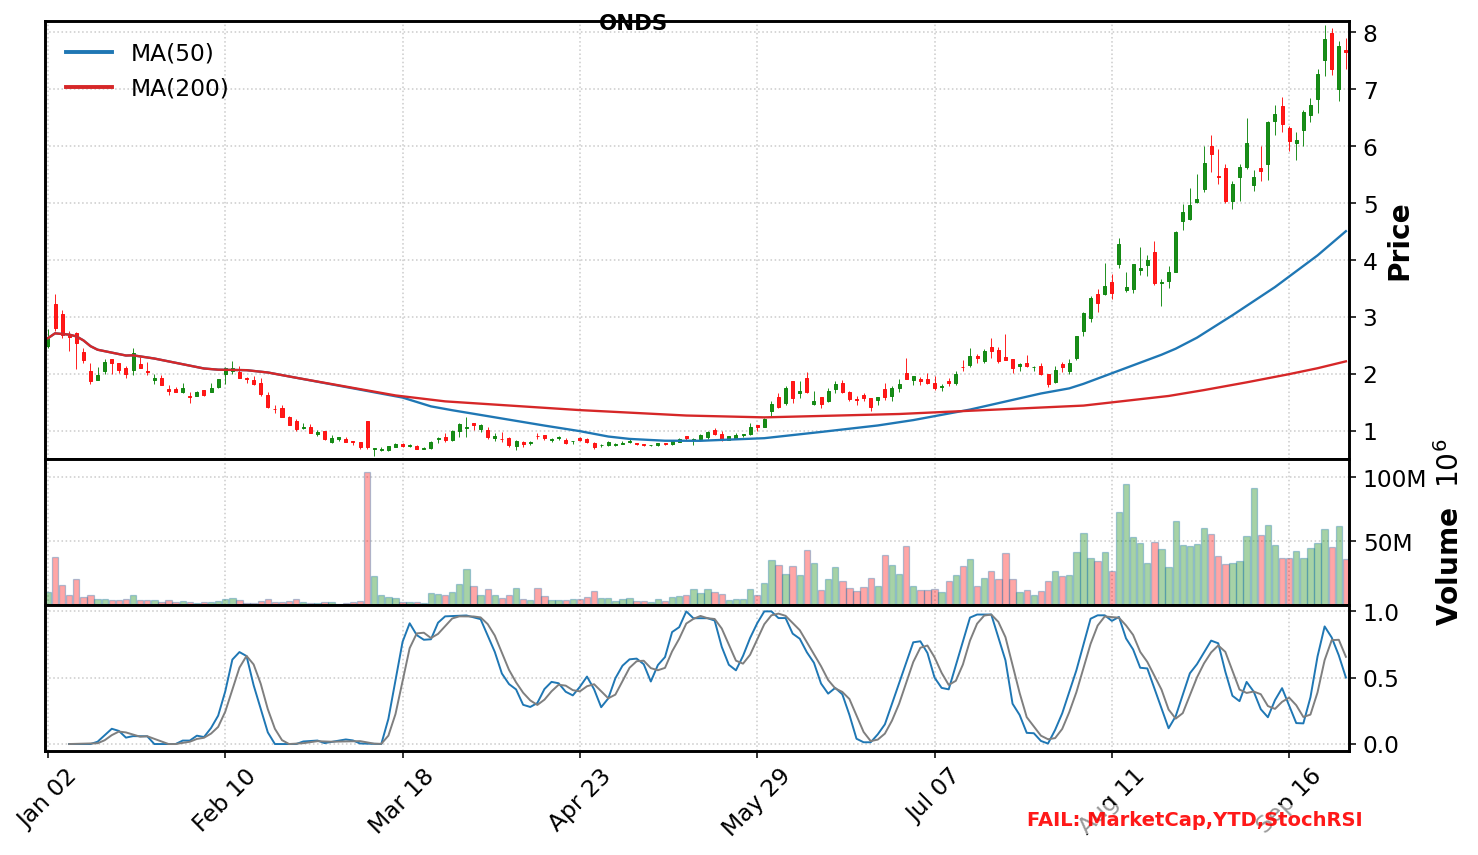 ONDS
MA(50)
MA(200)
8
7
6
5
4
3
2
1
Price
100M
50M
Volume 10⁶
1.0
0.5
0.0
Jan 02
Feb 10
Mar 18
Apr 23
May 29
Jul 07
Aug 11
Sep 16
FAIL: MarketCap,YTD,StochRSI